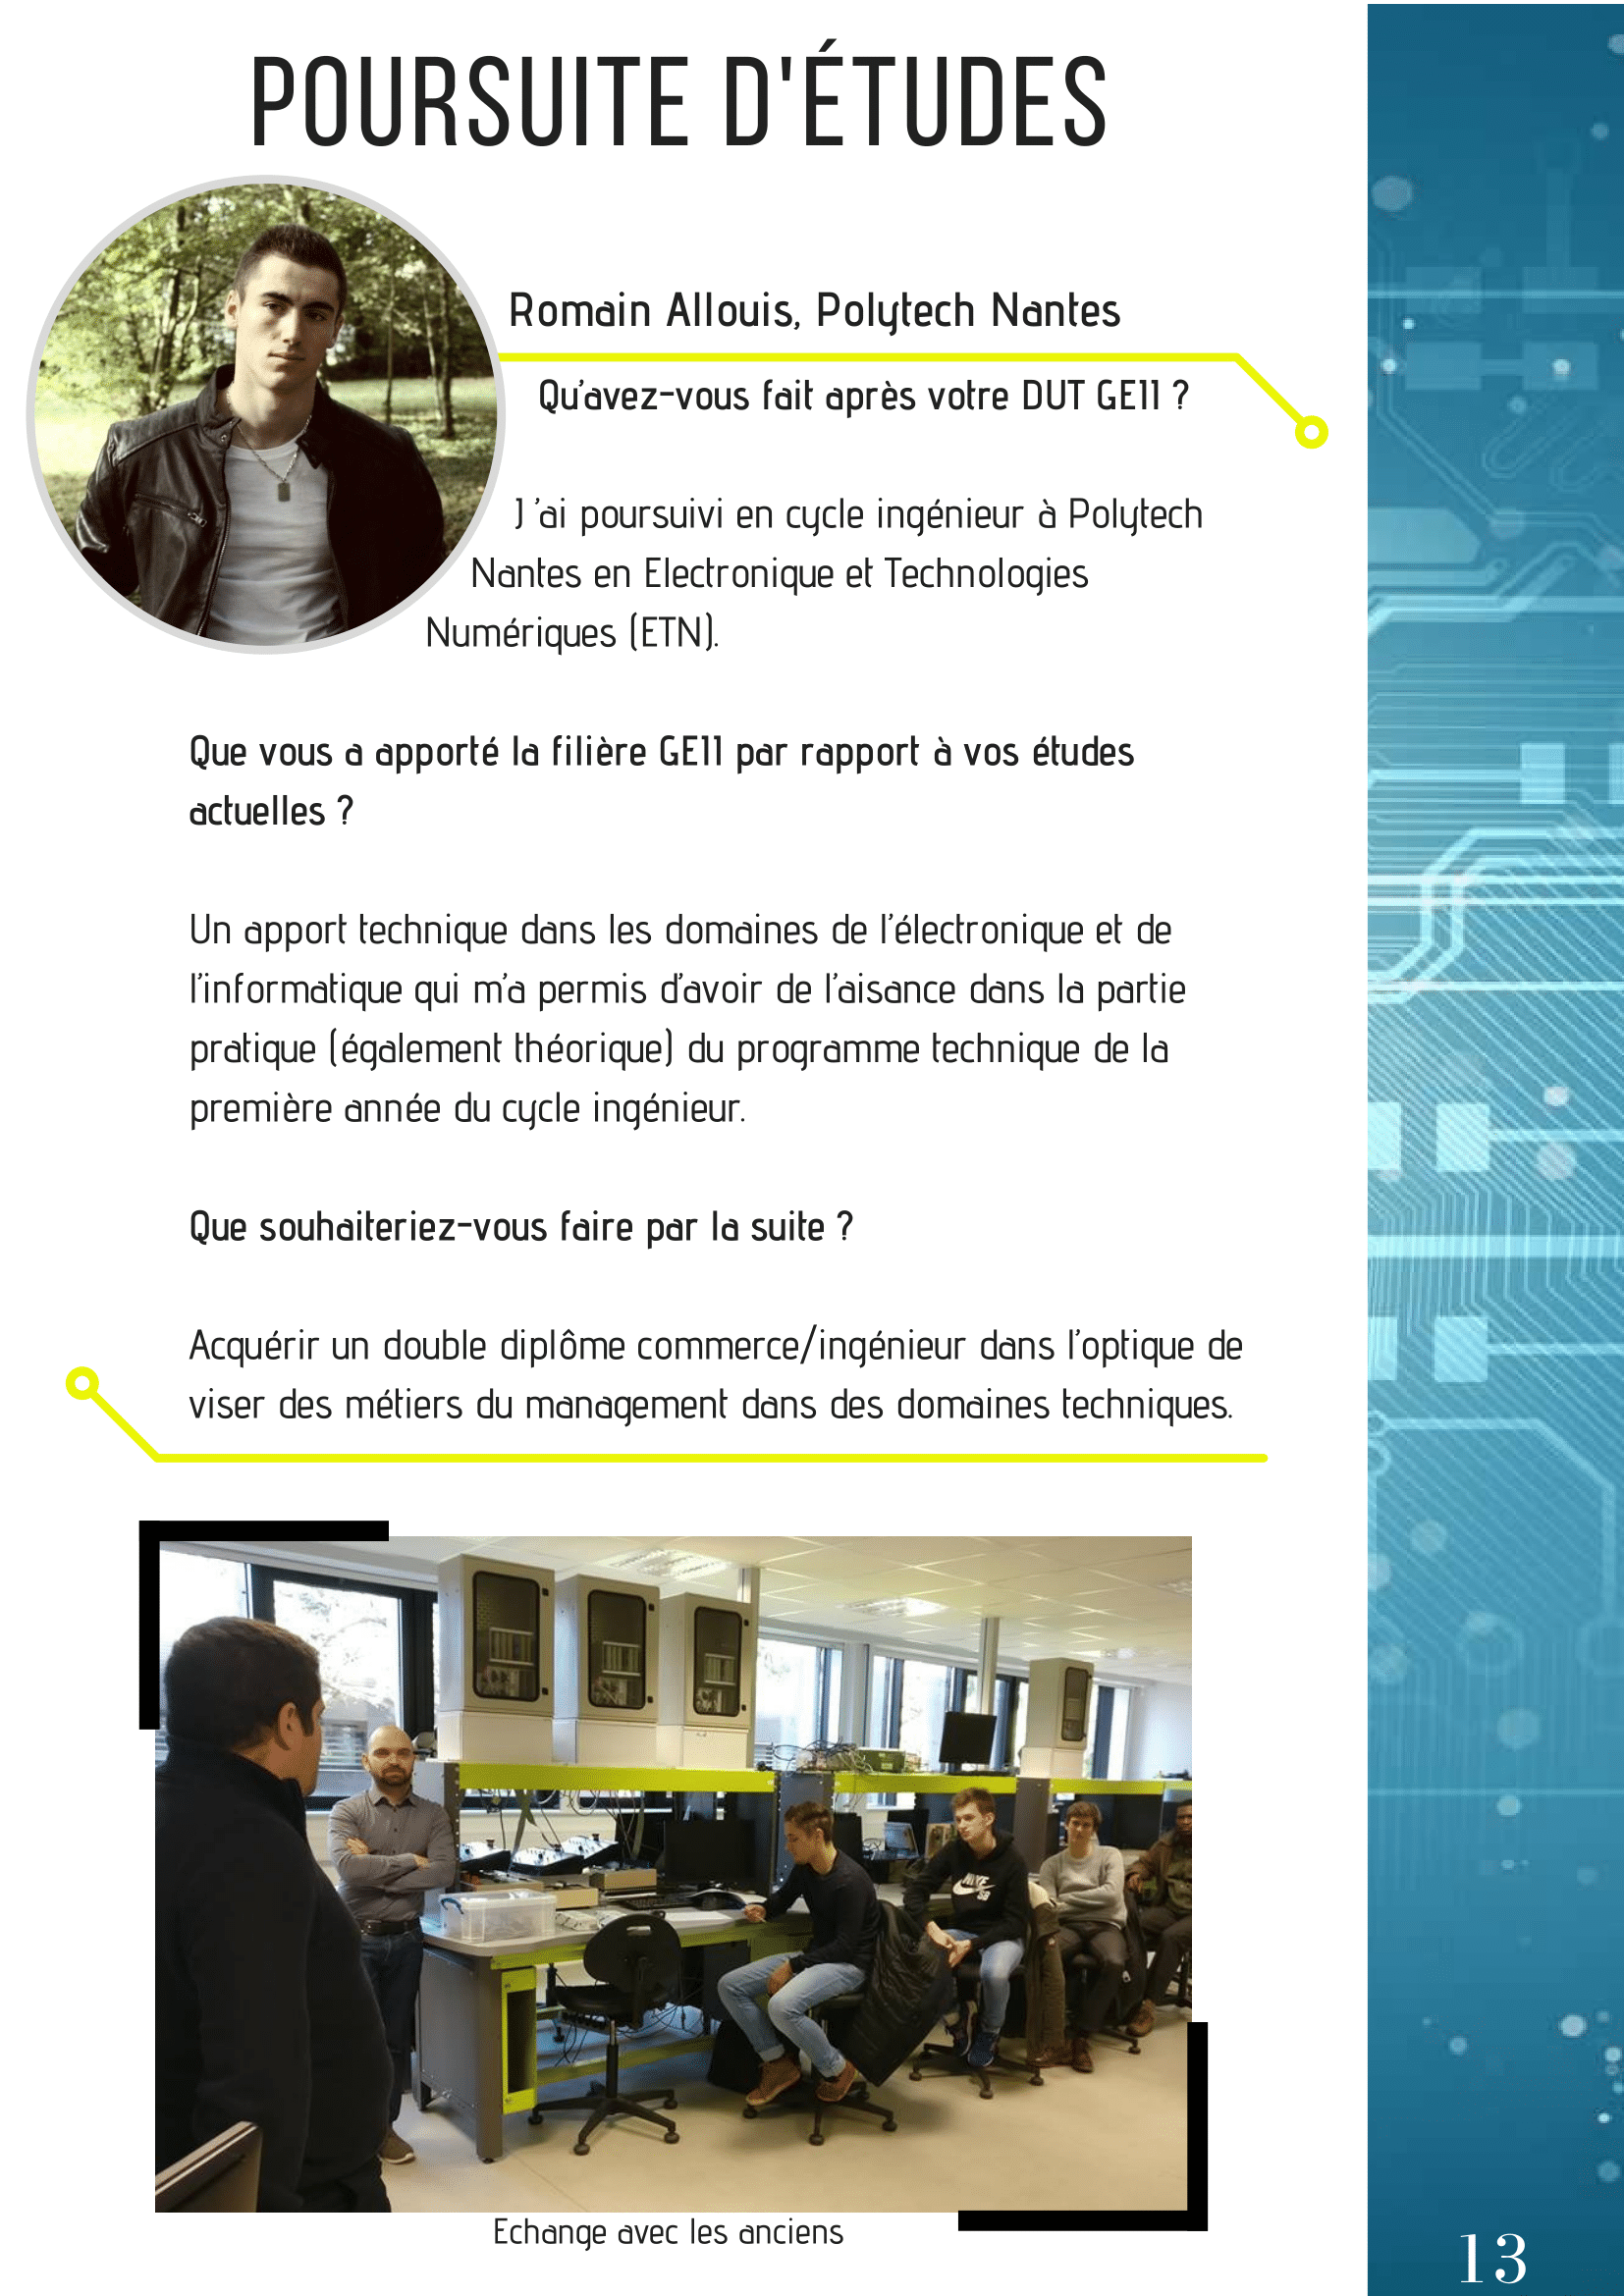 POURSUITE D'ÉTUDES
Romain Allouis, Polytech Nantes
Qu'avez-vous fait après votre DUT GEII ?
J 'ai poursuivi en cycle ingénieur à Polytech
Nantes en Electronique et Technologies
Numériques (ETN).
Que vous a apporté la filière GEII par rapport à vos études
actuelles ?
Un apport technique dans les domaines de l'électronique et de
l'informatique qui m'a permis d'avoir de l'aisance dans la partie
pratique (également théorique) du programme technique de la
première année du cycle ingénieur.
Que souhaiteriez-vous faire par la suite ?
Acquérir un double diplôme commerce/ingénieur dans l'optique de
viser des métiers du management dans des domaines techniques.
NIKE
SB
Echange avec les anciens
13